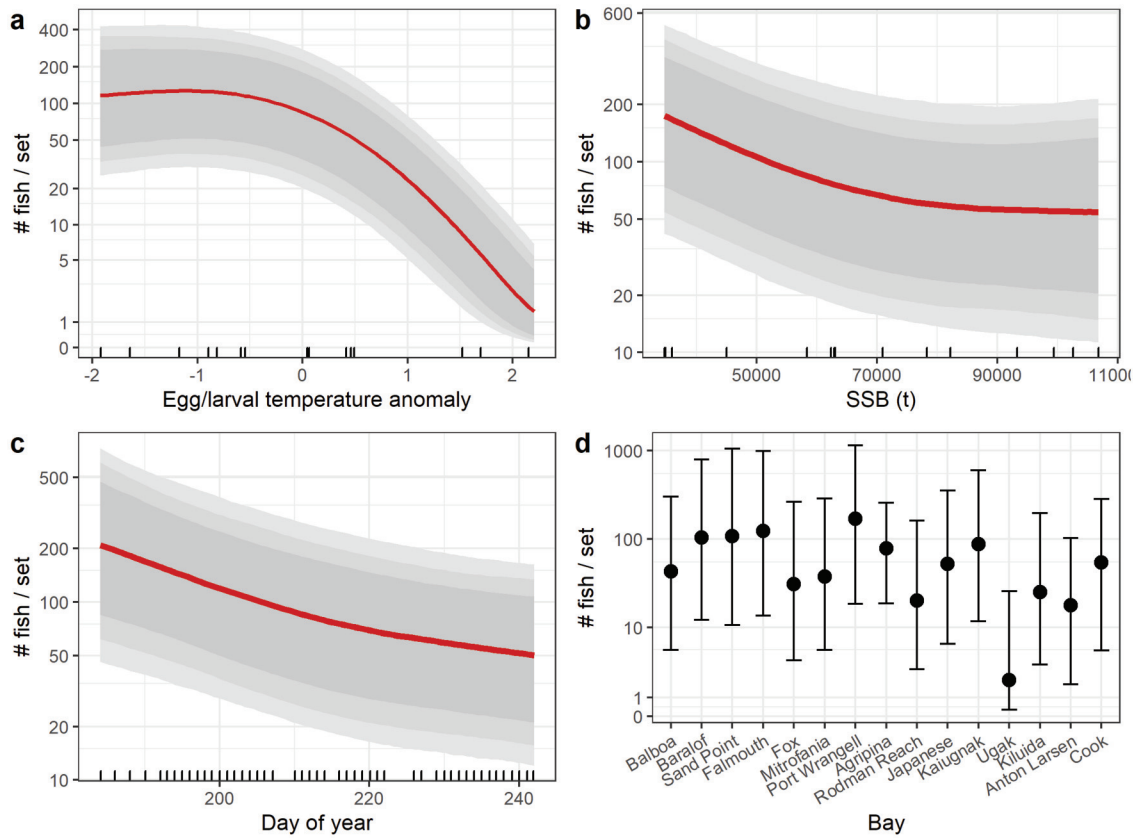 a
400
200
100
50
20
10
5
1
0
# fish / set
-2
-1
0
1
2
Egg/larval temperature anomaly
b
600
200
100
50
20
10
# fish / set
50000
70000
90000
11000
SSB (t)
c
500
200
100
50
20
10
# fish / set
200
220
240
Day of year
d
1000
100
10
1
0
# fish / set
Balboa
Baralof
Sand Point
Falmouth
Fox
Mitrofania
Port Wrangell
Agripina
Rodman Reach
Japanese
Kaiugnak
Ugak
Kiluida
Anton Larsen
Cook
Bay